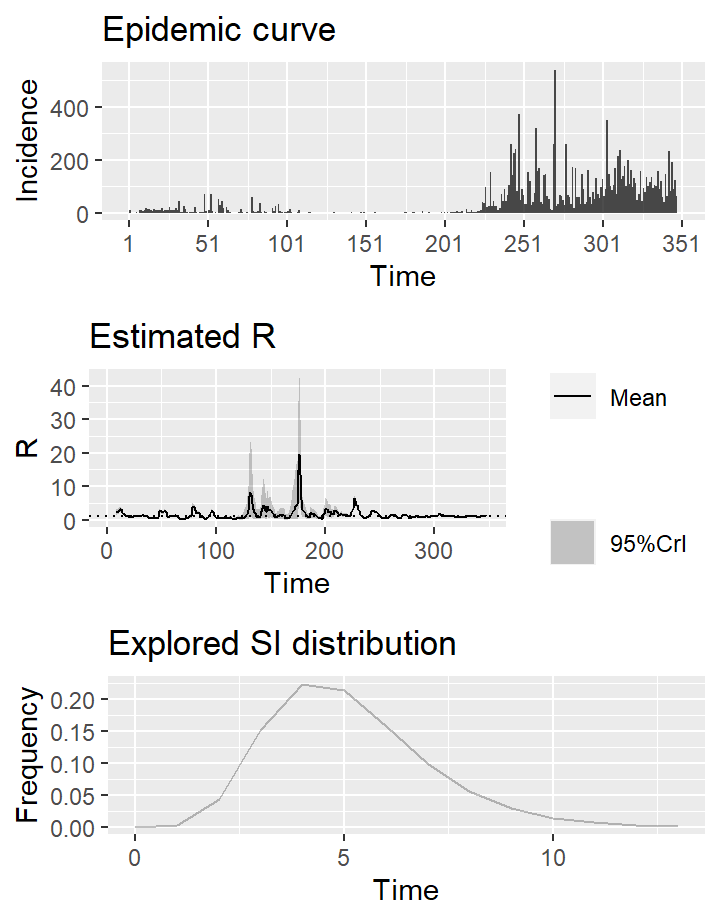 Epidemic curve
Incidence
400
200
0
1 51 101 151 201 251 301 351
Time
Estimated R
R
40
30
20
10
0
0 100 200 300
Time
Mean
95%CrI
Explored SI distribution
Frequency
0.20
0.15
0.10
0.05
0.00
0 5 10
Time